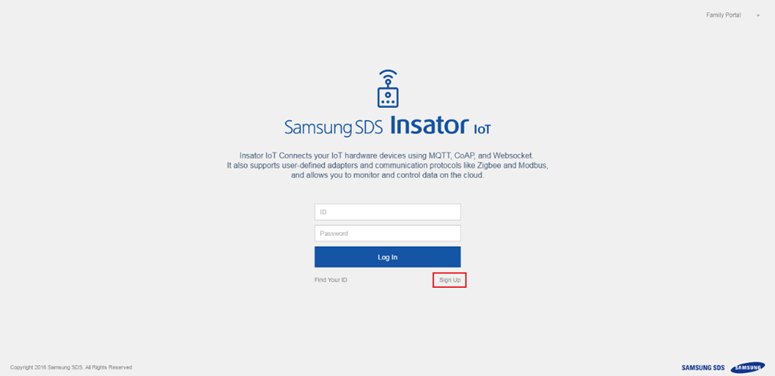 Family Portal
Samsung SDS Insator IoT
Insator IoT Connects your IoT hardware devices using MQTT, CoAP, and Websocket.
It also supports user-defined adapters and communication protocols like Zigbee and Modbus,
and allows you to monitor and control data on the cloud.
ID
Password
Log In
Find Your ID Sign Up
Copyright 2016 Samsung SDS. All Rights Reserved SAMSUNG SDS SAMSUNG